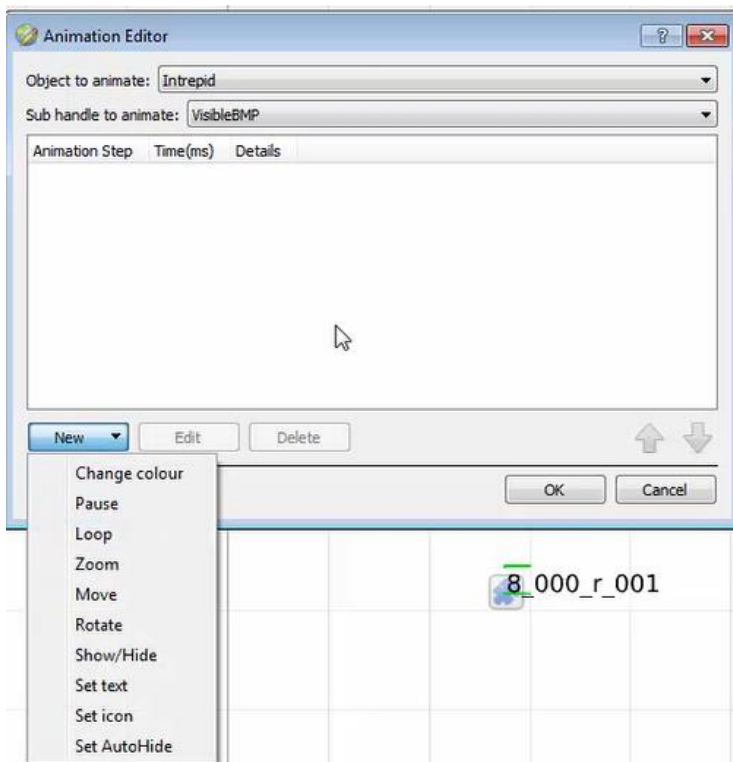 Animation Editor
Object to animate: Intrepid
Sub handle to animate: VisibleBMP
Animation Step Time(ms) Details
New Edit Delete
Change colour
Pause
Loop
Zoom
Move
Rotate
Show/Hide
Set text
Set icon
Set AutoHide
OK Cancel
8_000_r_001